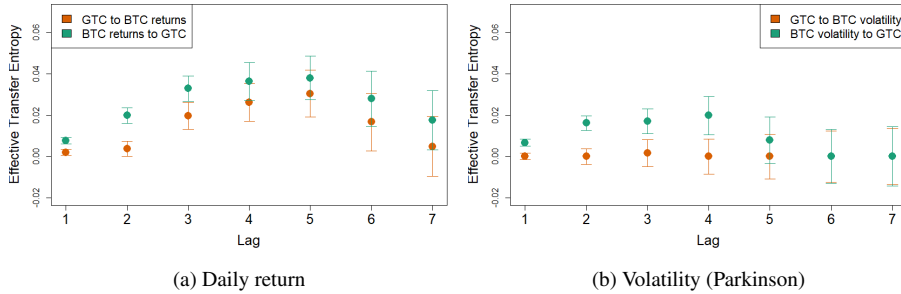 GTC to BTC returns
BTC returns to GTC
Effective Transfer Entropy
0.06
0.04
0.02
0.00
-0.02
1 2 3 4 5 6 7
Lag
(a) Daily return
GTC to BTC volatility
BTC volatility to GTC
Effective Transfer Entropy
0.06
0.04
0.02
0.00
-0.02
1 2 3 4 5 6 7
Lag
(b) Volatility (Parkinson)